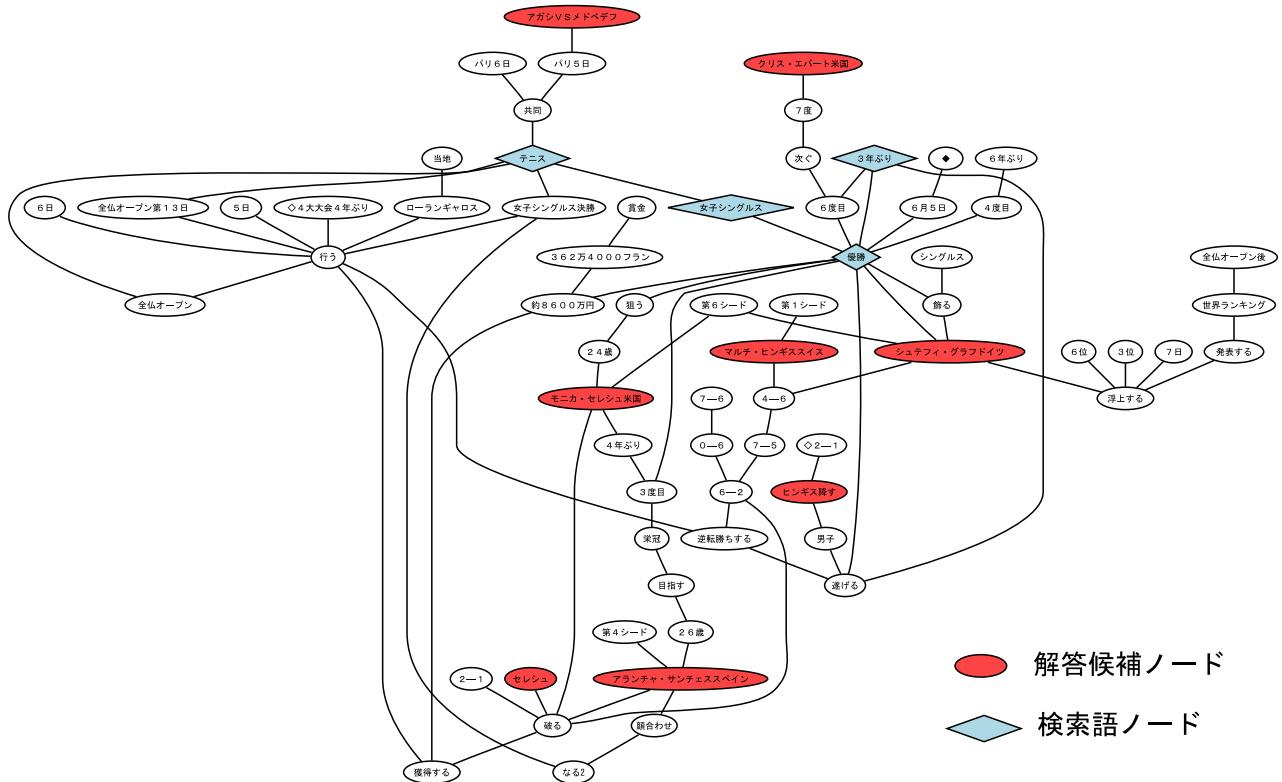 アガシＶＳメドベデフ
パリ６日
パリ５日
クリス・エバート米国
共同
７度
当地
テニス
次ぐ
３年ぶり
◆
６年ぶり
６日
全仏オープン第１３日
５日
◇４大大会４年ぶり
ローランギャロス
女子シングルス決勝
賞金
女子シングルス
６度目
６月５日
４度目
行う
３６２万４０００フラン
優勝
シングルス
全仏オープン後
全仏オープン
約８６００万円
狙う
第６シード
第１シード
飾る
世界ランキング
２４歳
マルチ・ヒンギススイス
シュテフィ・グラフドイツ
６位
３位
７日
発表する
モニカ・セレシュ米国
７―６
４―６
浮上する
４年ぶり
０―６
７―５
◇２―１
３度目
６―２
ヒンギス降す
栄冠
逆転勝ちする
男子
目指す
遂げる
第４シード
２６歳
解答候補ノード
２―１
セレシュ
アランチャ・サンチェススペイン
検索語ノード
破る
顔合わせ
獲得する
なる2